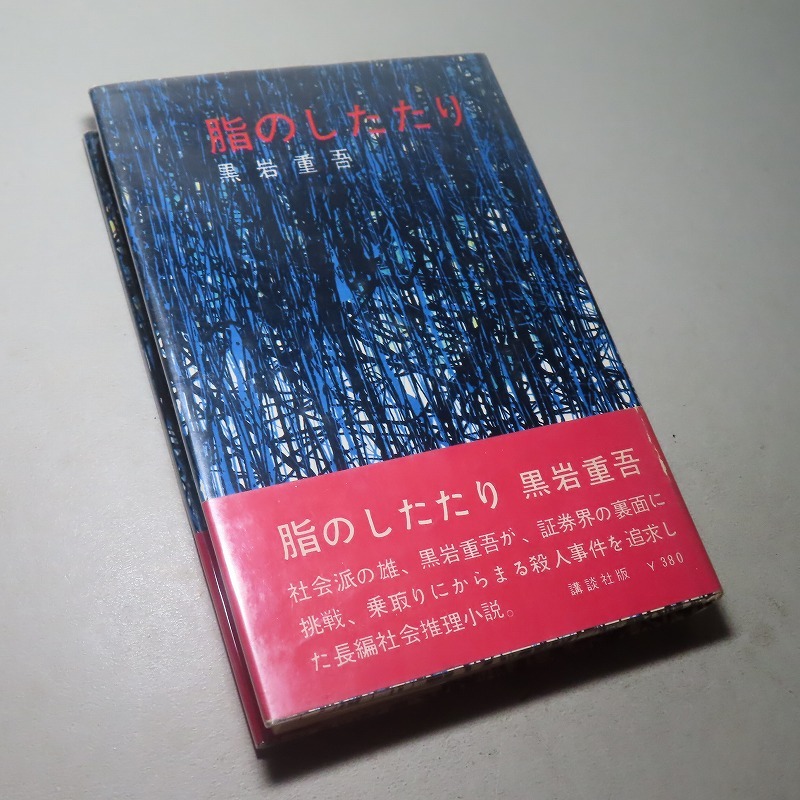 脂のしたたり
黒岩重吾
脂のしたたり 黒岩重吾
社会派の雄、黒岩重吾が、証券界の裏面に
挑戦、乗取りにからまる殺人事件を追求し
た長編社会推理小説。
講談社版 ¥380